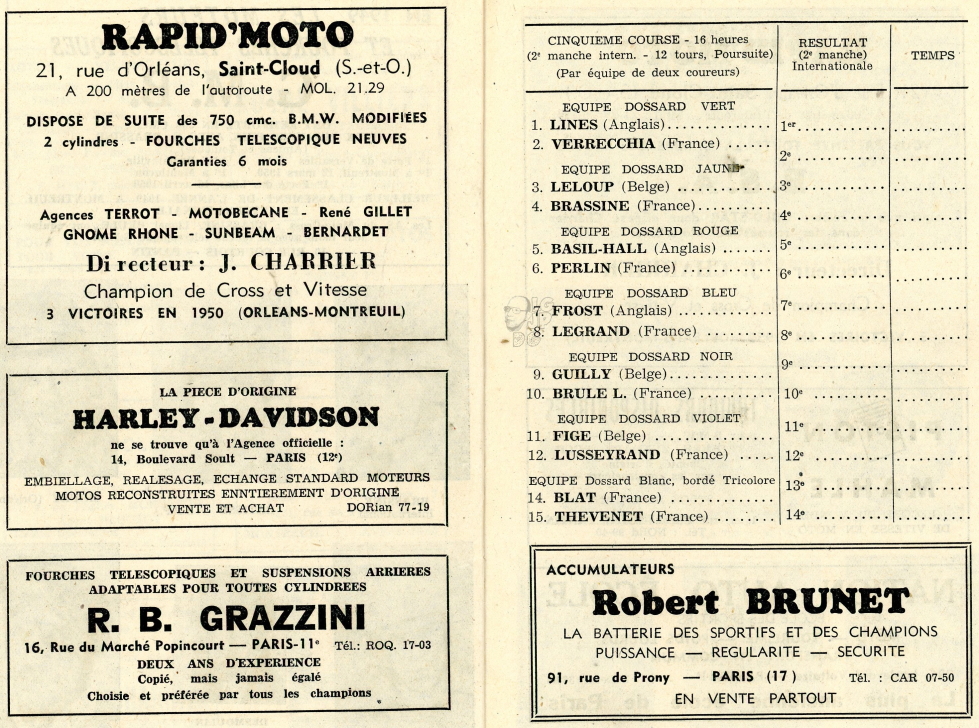 RAPID'MOTO
21, rue d'Orléans, Saint-Cloud (S.-et-O.)
A 200 mètres de l'autoroute - MOL. 21.29
DISPOSE DE SUITE des 750 cmc. B.M.W. MODIFIÉES
2 cylindres - FOURCHES TELESCOPIQUE NEUVES
Garanties 6 mois
Agences TERROT - MOTOBECANE - René GILLET
GNOME RHONE - SUNBEAM - BERNARDET
Directeur : J. CHARRIER
Champion de Cross et Vitesse
3 VICTOIRES EN 1950 (ORLEANS-MONTREUIL)
LA PIECE D'ORIGINE
HARLEY-DAVIDSON
ne se trouve qu'à l'Agence officielle :
14, Boulevard Soult — PARIS (12e)
EMBIELLAGE, REALESAGE, ECHANGE STANDARD MOTEURS
MOTOS RECONSTRUITES ENNTIEREMENT D'ORIGINE
VENTE ET ACHAT DORian 77-19
FOURCHES TELESCOPIQUES ET SUSPENSIONS ARRIERES
ADAPTABLES POUR TOUTES CYLINDREES
R. B. GRAZZINI
16, Rue du Marché Popincourt — PARIS-11e Tél.: ROQ. 17-03
DEUX ANS D'EXPERIENCE
Copié, mais jamais égalé
Choisie et préférée par tous les champions
CINQUIEME COURSE - 16 heures
(2e manche intern. - 12 tours, Poursuite)
(Par équipe de deux coureurs)
RESULTAT
(2e manche)
Internationale
TEMPS
EQUIPE DOSSARD VERT
1. LINES (Anglais) 1er
2. VERRECCHIA (France) 2e
EQUIPE DOSSARD JAUNE
3. LELOUP (Belge) 3e
4. BRASSINE (France) 4e
EQUIPE DOSSARD ROUGE
5. BASIL-HALL (Anglais) 5e
6. PERLIN (France) 6e
EQUIPE DOSSARD BLEU
7. FROST (Anglais) 7e
8. LEGRAND (France) 8e
EQUIPE DOSSARD NOIR
9. GUILLY (Belge) 9e
10. BRULE L. (France) 10e
EQUIPE DOSSARD VIOLET
11. FIGE (Belge) 11e
12. LUSSEYRAND (France) 12e
EQUIPE Dossard Blanc, bordé Tricolore
14. BLAT (France) 13e
15. THEVENET (France) 14e
ACCUMULATEURS
Robert BRUNET
LA BATTERIE DES SPORTIFS ET DES CHAMPIONS
PUISSANCE — REGULARITE — SECURITE
91, rue de Prony — PARIS (17) Tél. : CAR 07-50
EN VENTE PARTOUT